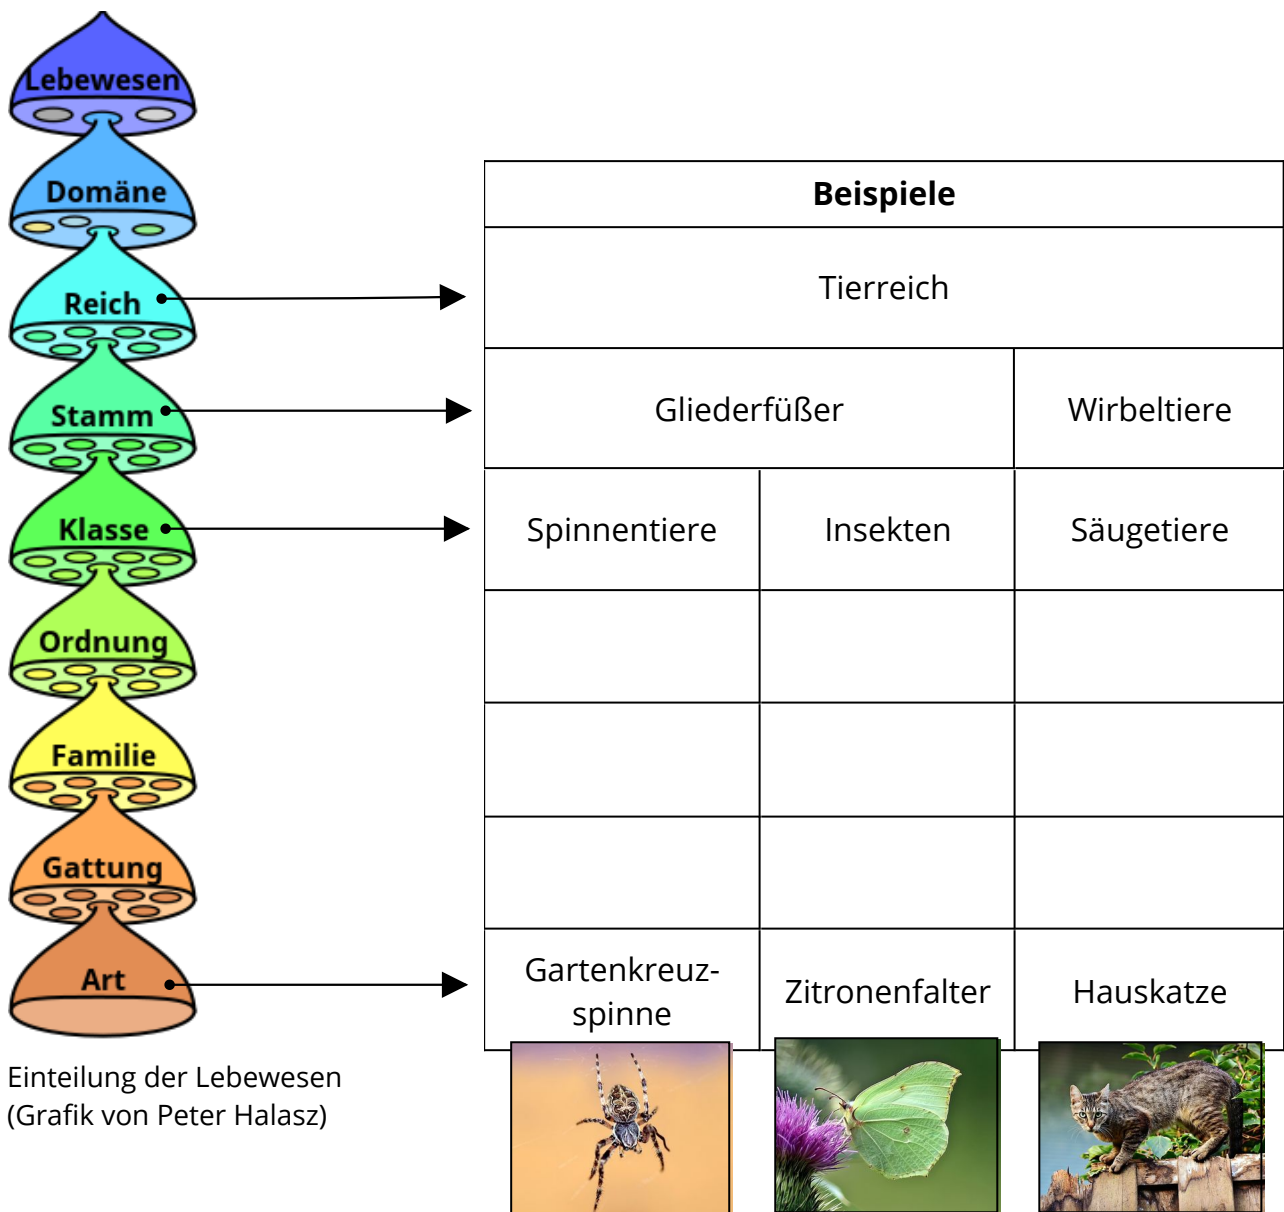 Lebewesen
Domäne
Reich
Stamm
Klasse
Ordnung
Familie
Gattung
Art
Einteilung der Lebewesen
(Grafik von Peter Halasz)
Beispiele
Tierreich
Gliederfüßer
Wirbeltiere
Spinnentiere
Insekten
Säugetiere
Gartenkreuz-
spinne
Zitronenfalter
Hauskatze